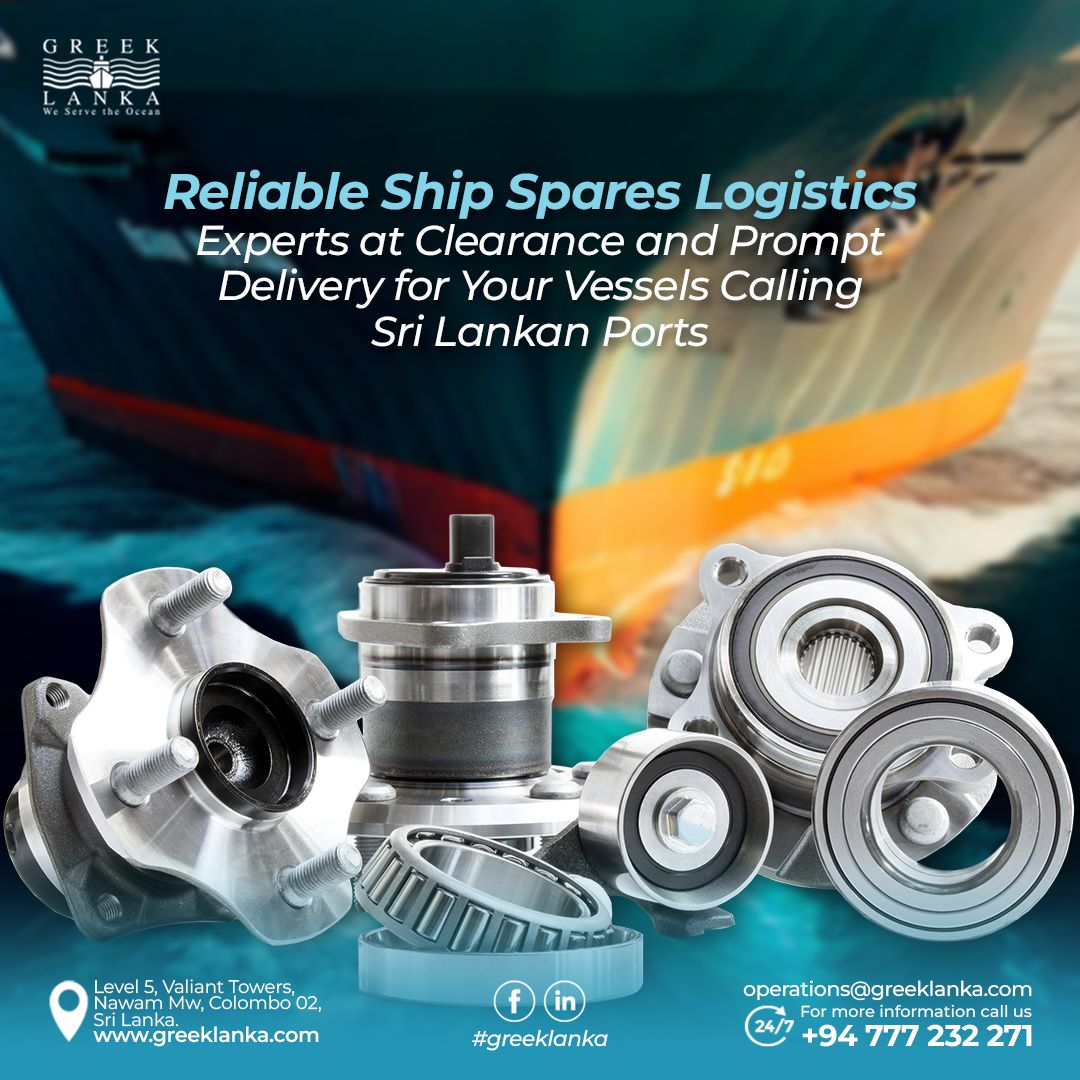 GREEK
LANKA
We Serve the Ocean
Reliable Ship Spares Logistics
Experts at Clearance and Prompt
Delivery for Your Vessels Calling
Sri Lankan Ports
Level 5, Valiant Towers,
Nawam Mw, Colombo 02,
Sri Lanka.
www.greeklanka.com
f in
#greeklanka
operations@greeklanka.com
For more information call us
24/7
+94 777 232 271